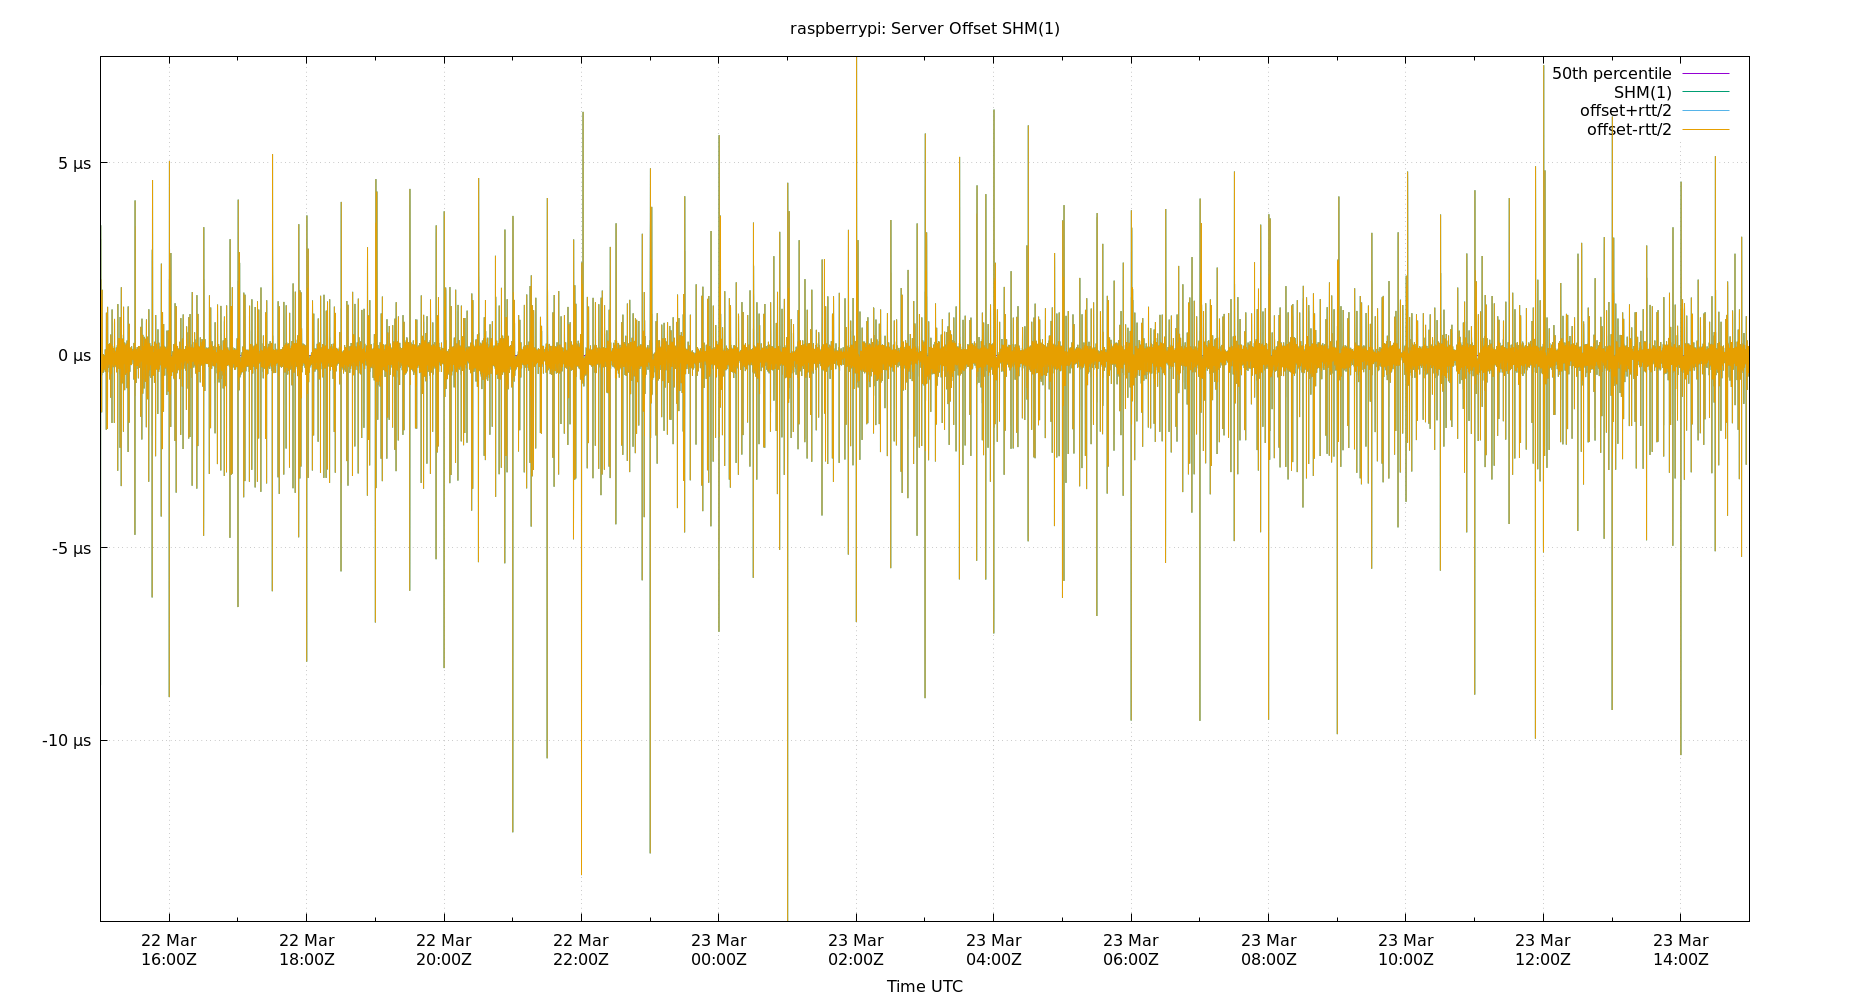 raspberrypi: Server Offset SHM(1)
50th percentile
SHM(1)
offset+rtt/2
offset-rtt/2
5 µs
0 µs
-5 µs
-10 µs
22 Mar 22 Mar 22 Mar 22 Mar 23 Mar 23 Mar 23 Mar 23 Mar 23 Mar 23 Mar 23 Mar 23 Mar
16:00Z 18:00Z 20:00Z 22:00Z 00:00Z 02:00Z 04:00Z 06:00Z 08:00Z 10:00Z 12:00Z 14:00Z
Time UTC